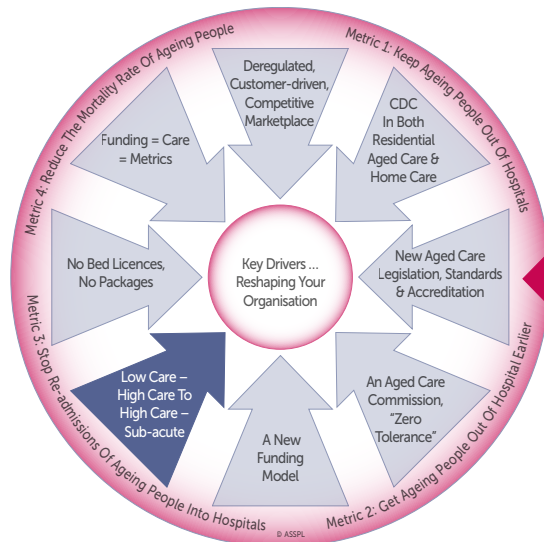 Metric 1: Keep Ageing People Out Of Hospitals
Metric 2: Get Ageing People Out Of Hospital Earlier
Metric 3: Stop Re-admissions Of Ageing People Into Hospitals
Metric 4: Reduce The Mortality Rate Of Ageing People
Deregulated,
Customer-driven,
Competitive
Marketplace
CDC
In Both
Residential
Aged Care &
Home Care
New Aged Care
Legislation, Standards
& Accreditation
An Aged Care
Commission,
“Zero
Tolerance”
A New
Funding
Model
Low Care –
High Care To
High Care –
Sub-acute
No Bed Licences,
No Packages
Funding = Care
= Metrics
Key Drivers ...
Reshaping Your
Organisation
© ASSPL